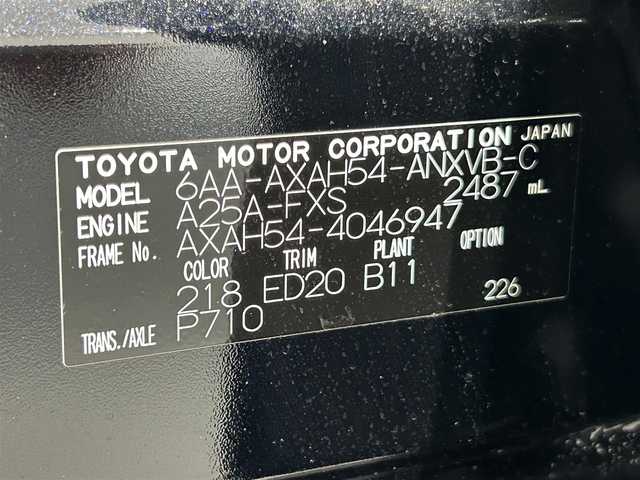 TOYOTA MOTOR CORPORATION JAPAN
MODEL 6AA-AXAH54-ANXVB-C
ENGINE A25A-FXS 2487 mL
FRAME No. AXAH54-4046947
COLOR TRIM PLANT OPTION
218 ED20 B11 226
TRANS./AXLE P710